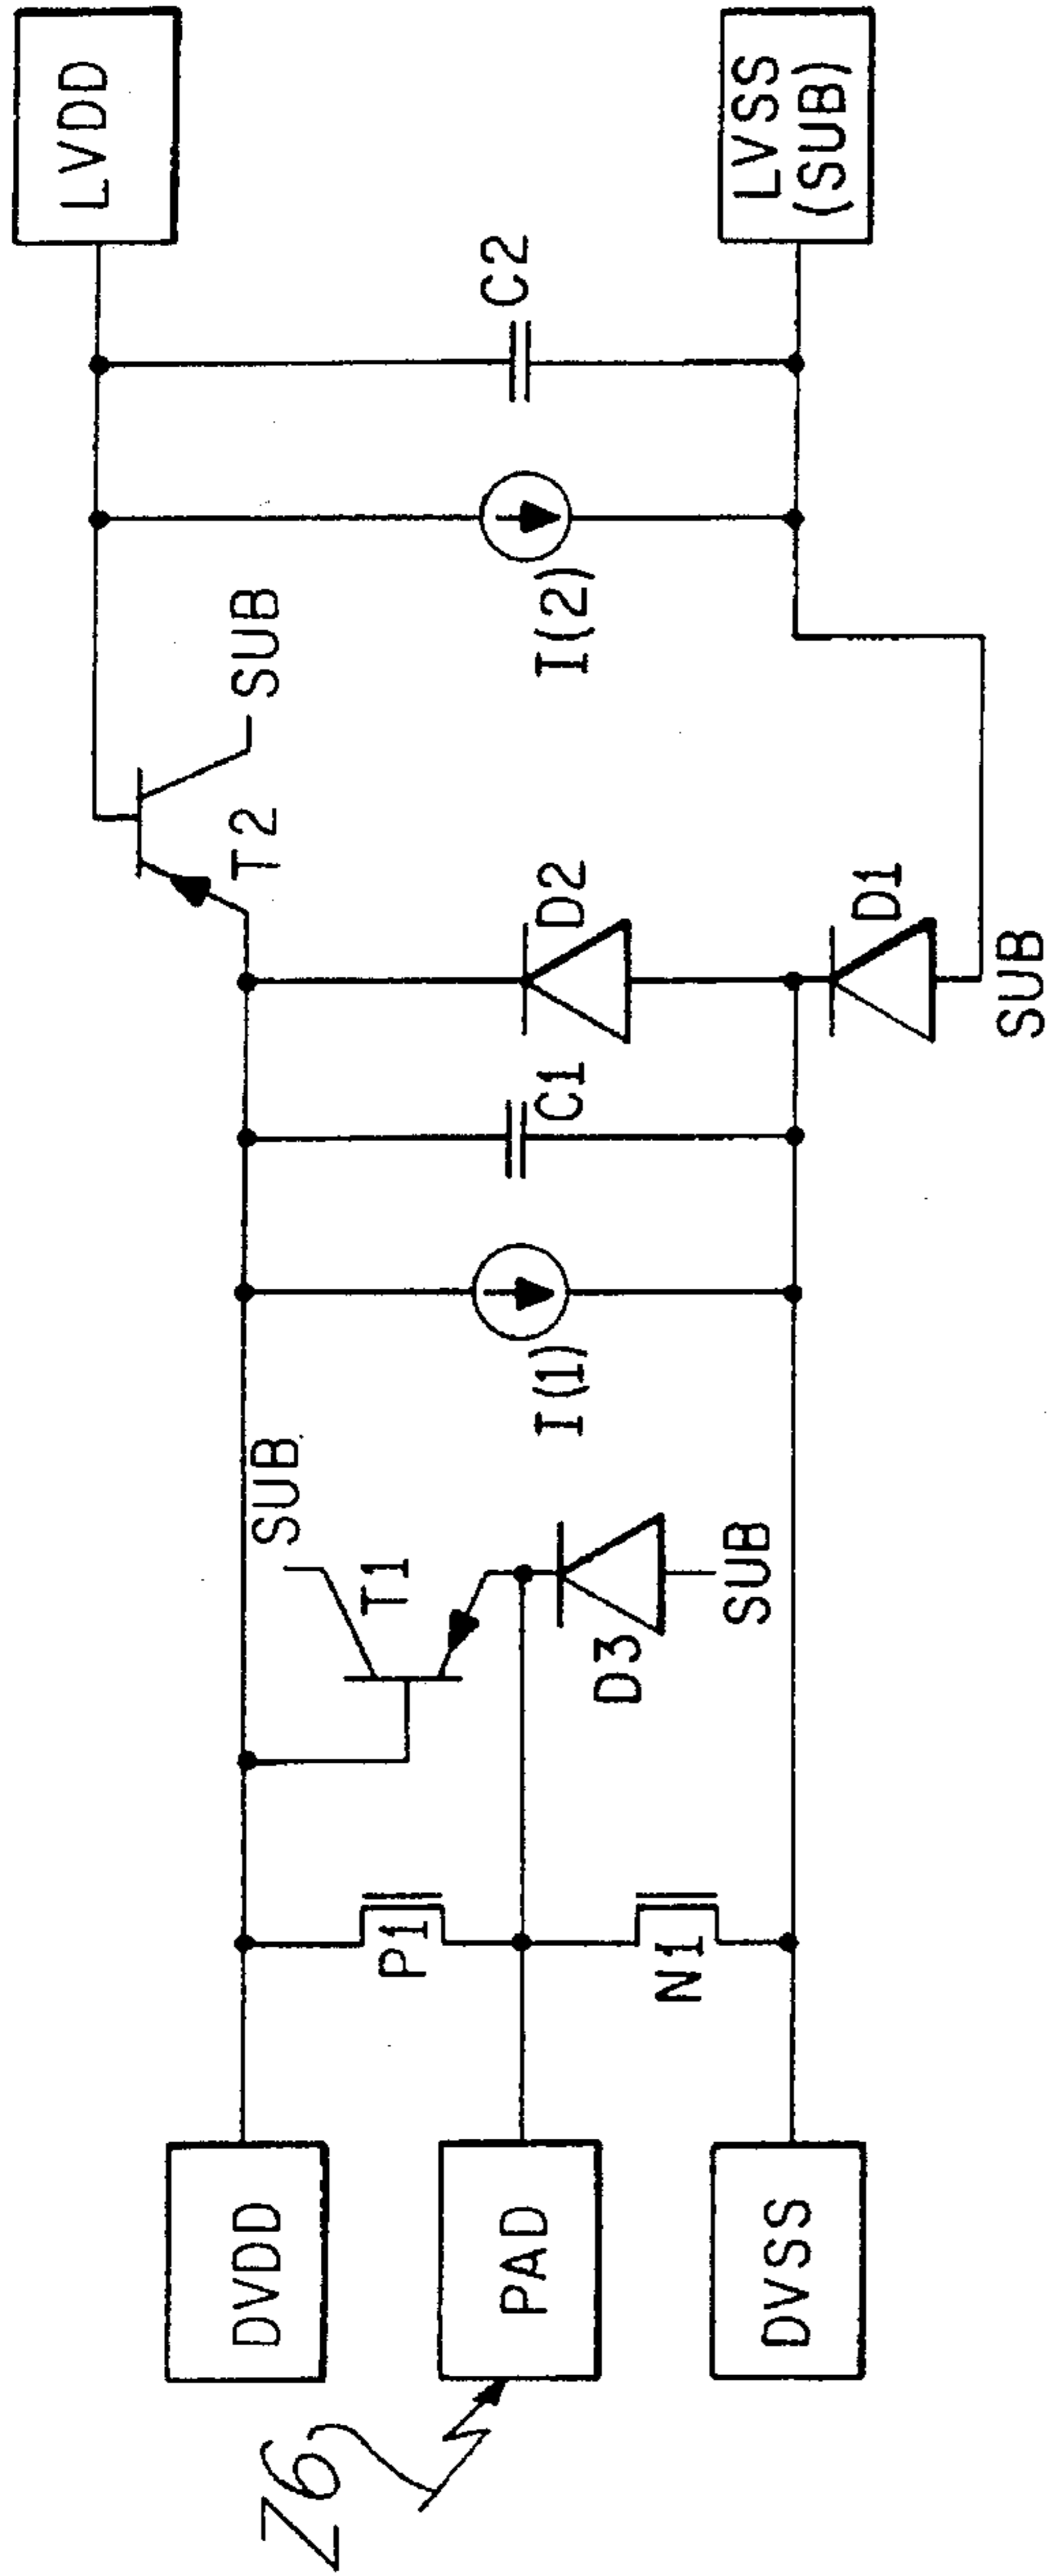 LVDD
LVSS
(SUB)
C2
I(2)
SUB
T2
D2
D1
SUB
C1
I(1)
SUB
T1
D3
SUB
P1
N1
DVDD
PAD
DVSS
Z6